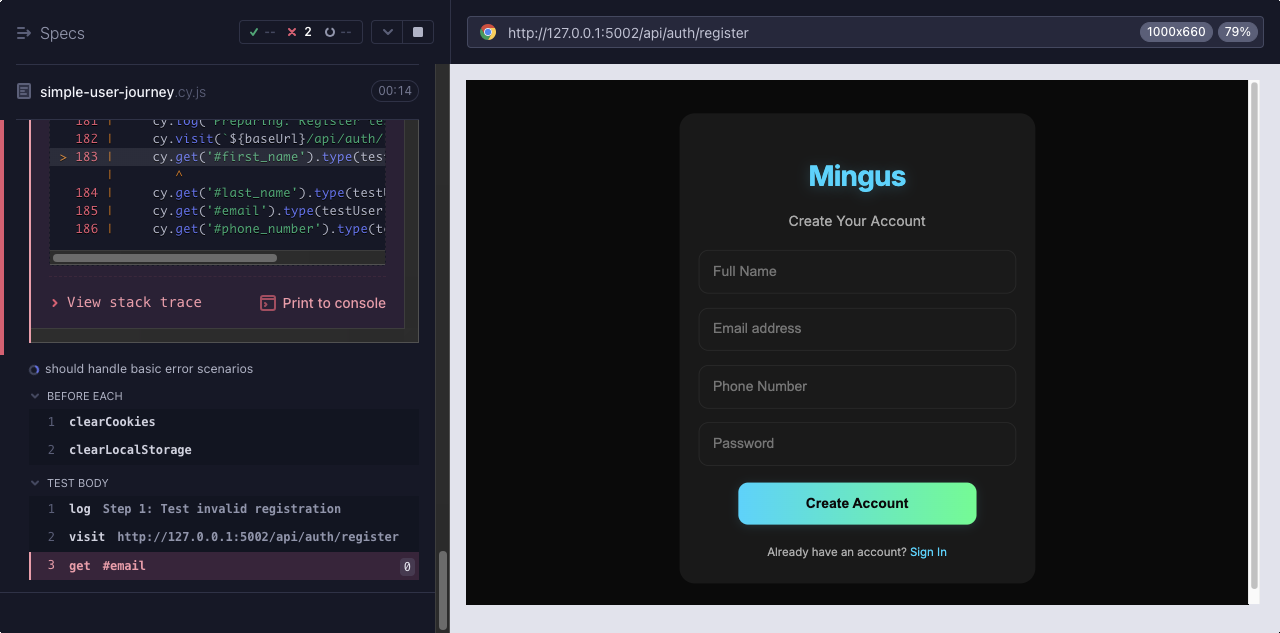 Specs
-- 2 --
http://127.0.0.1:5002/api/auth/register
1000x660
79%
simple-user-journey.cy.js
00:14
181 | cy.log('Preparing: Register te
182 | cy.visit(`${baseUrl}/api/auth/
> 183 | cy.get('#first_name').type(tes
| ^
184 | cy.get('#last_name').type(testU
185 | cy.get('#email').type(testUser
186 | cy.get('#phone_number').type(t
> View stack trace
Print to console
should handle basic error scenarios
BEFORE EACH
1 clearCookies
2 clearLocalStorage
TEST BODY
1 log Step 1: Test invalid registration
2 visit http://127.0.0.1:5002/api/auth/register
3 get #email 0
Mingus
Create Your Account
Full Name
Email address
Phone Number
Password
Create Account
Already have an account? Sign In